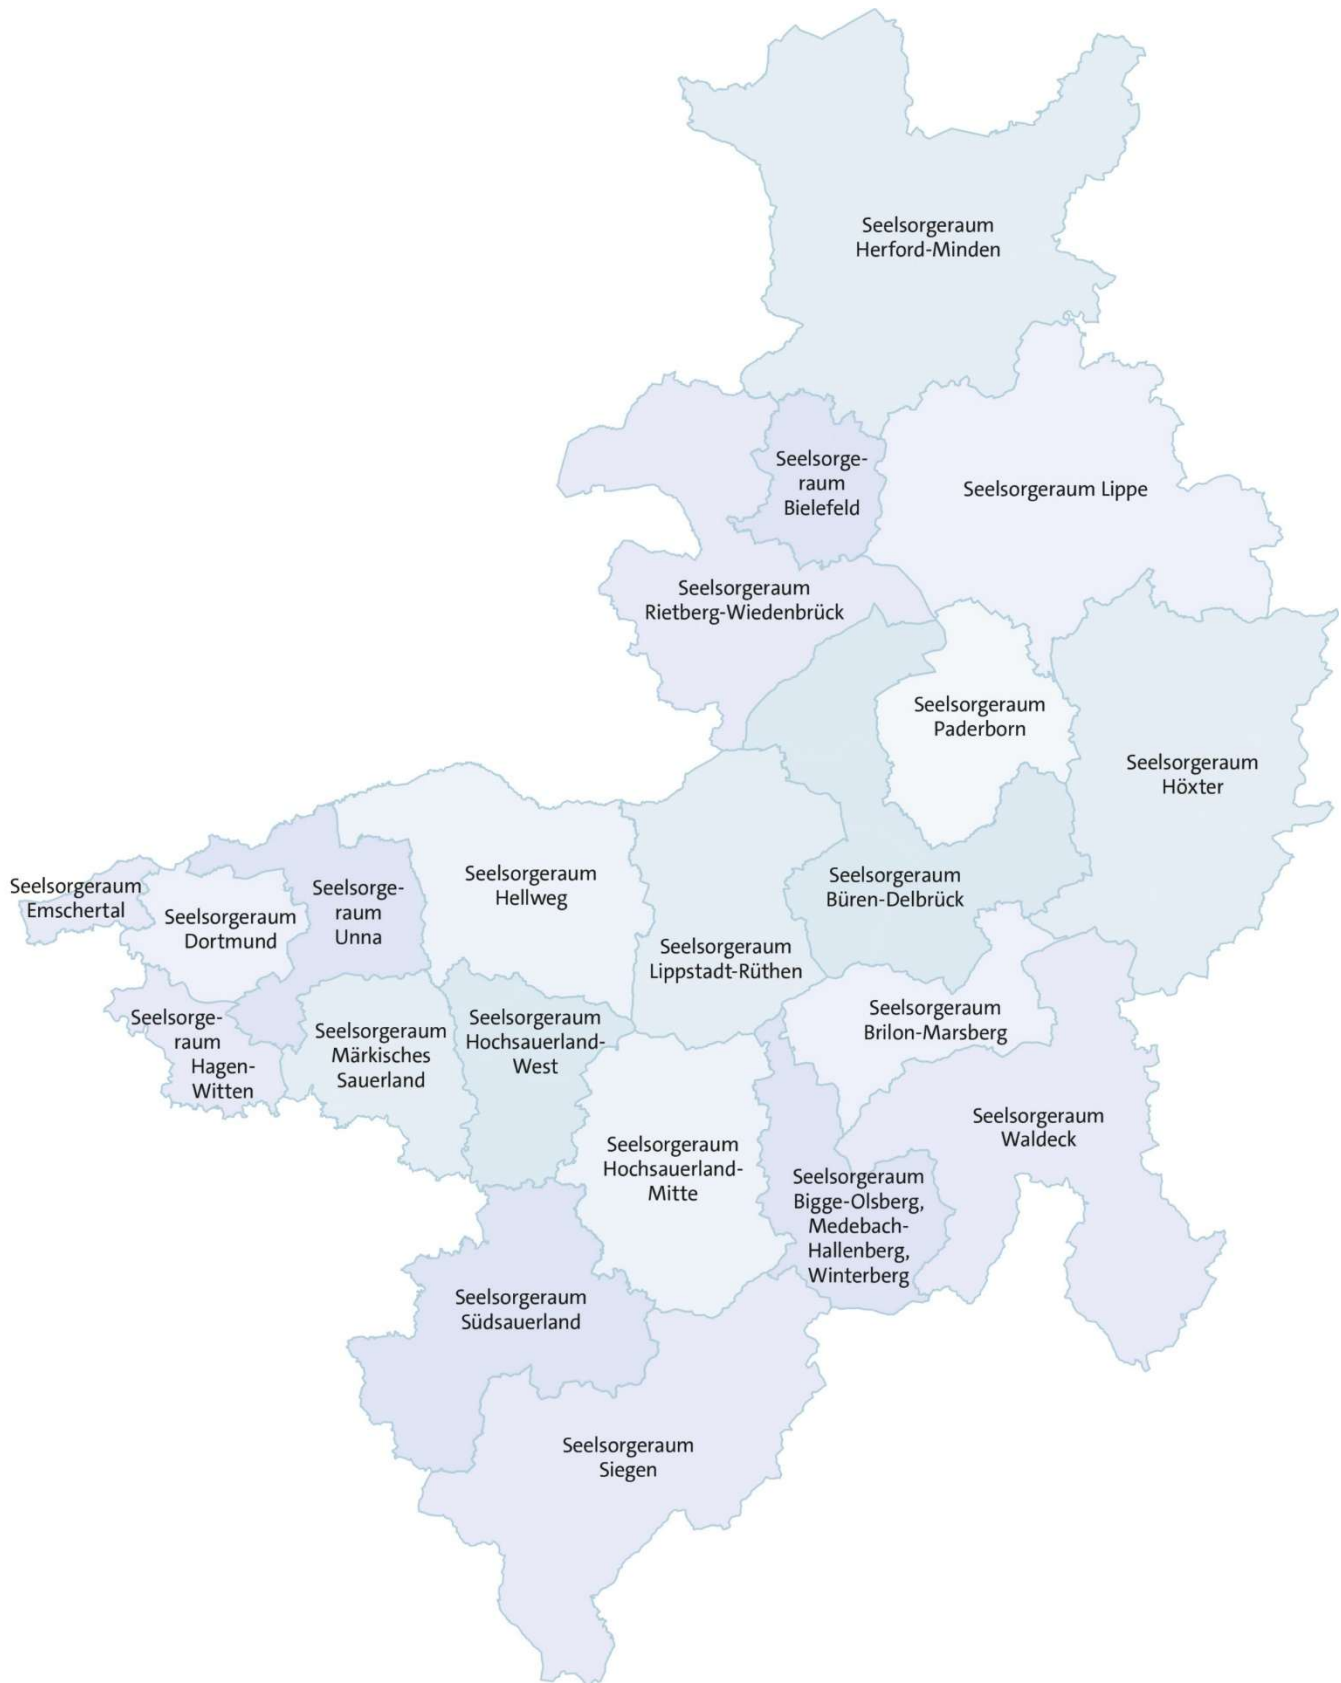 Seelsorgeraum
Herford-Minden
Seelsorge-
raum
Bielefeld
Seelsorgeraum Lippe
Seelsorgeraum
Rietberg-Wiedenbrück
Seelsorgeraum
Paderborn
Seelsorgeraum
Höxter
Seelsorgeraum
Emschertal
Seelsorgeraum
Dortmund
Seelsorge-
raum
Unna
Seelsorgeraum
Hellweg
Seelsorgeraum
Lippstadt-Rüthen
Seelsorgeraum
Büren-Delbrück
Seelsorge-
raum
Hagen-
Witten
Seelsorgeraum
Märkisches
Sauerland
Seelsorgeraum
Hochsauerland-
West
Seelsorgeraum
Brilon-Marsberg
Seelsorgeraum
Hochsauerland-
Mitte
Seelsorgeraum
Bigge-Olsberg,
Medebach-
Hallenberg,
Winterberg
Seelsorgeraum
Waldeck
Seelsorgeraum
Südsauerland
Seelsorgeraum
Siegen